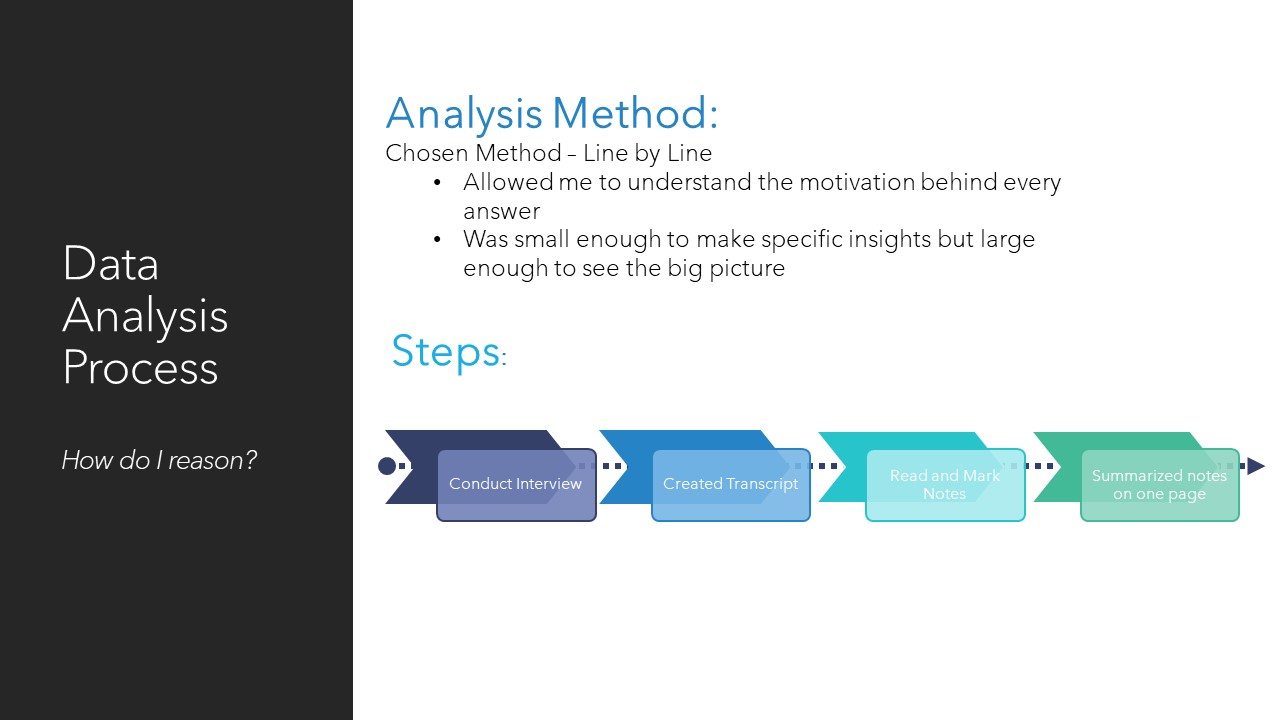 Data
Analysis
Process
How do I reason?
Analysis Method:
Chosen Method – Line by Line
• Allowed me to understand the motivation behind every
answer
• Was small enough to make specific insights but large
enough to see the big picture
Steps:
Conduct Interview
Created Transcript
Read and Mark
Notes
Summarized notes
on one page